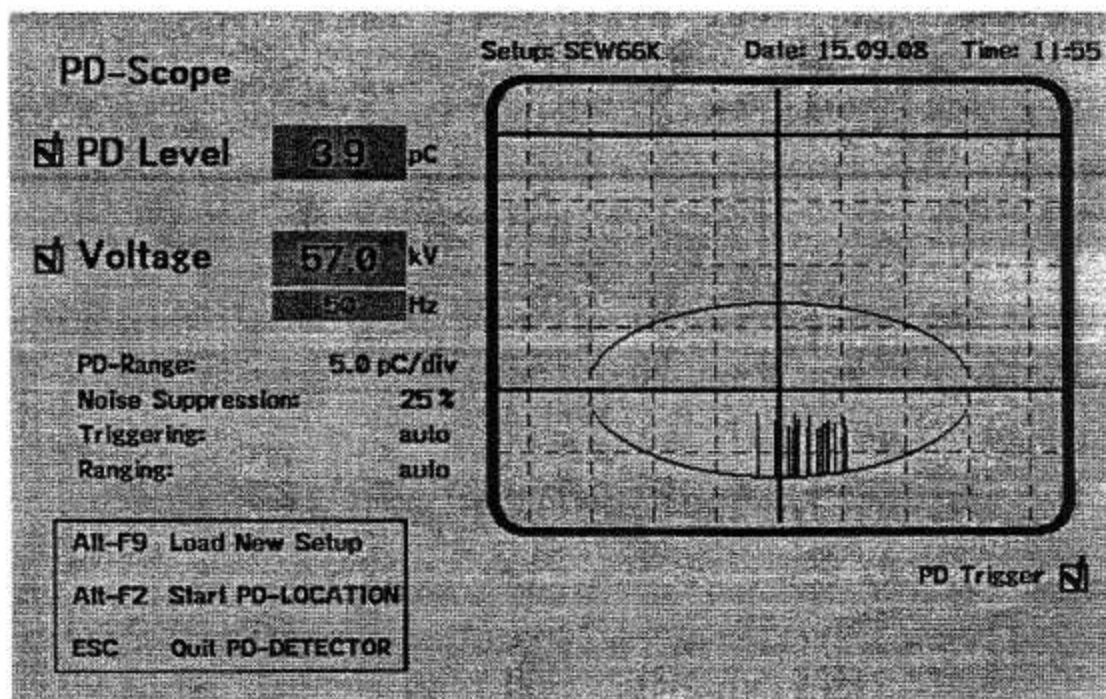 PD-Scope
Setup: SEW66K Date: 15.09.08 Time: 11:55
PD Level 3.9 pC
Voltage 57.0 kV
50 Hz
PD-Range: 5.0 pC/div
Noise Suppression: 25 %
Triggering: auto
Ranging: auto
Alt-F9 Load New Setup
Alt-F2 Start PD-LOCATION
ESC Quit PD-DETECTOR
PD Trigger